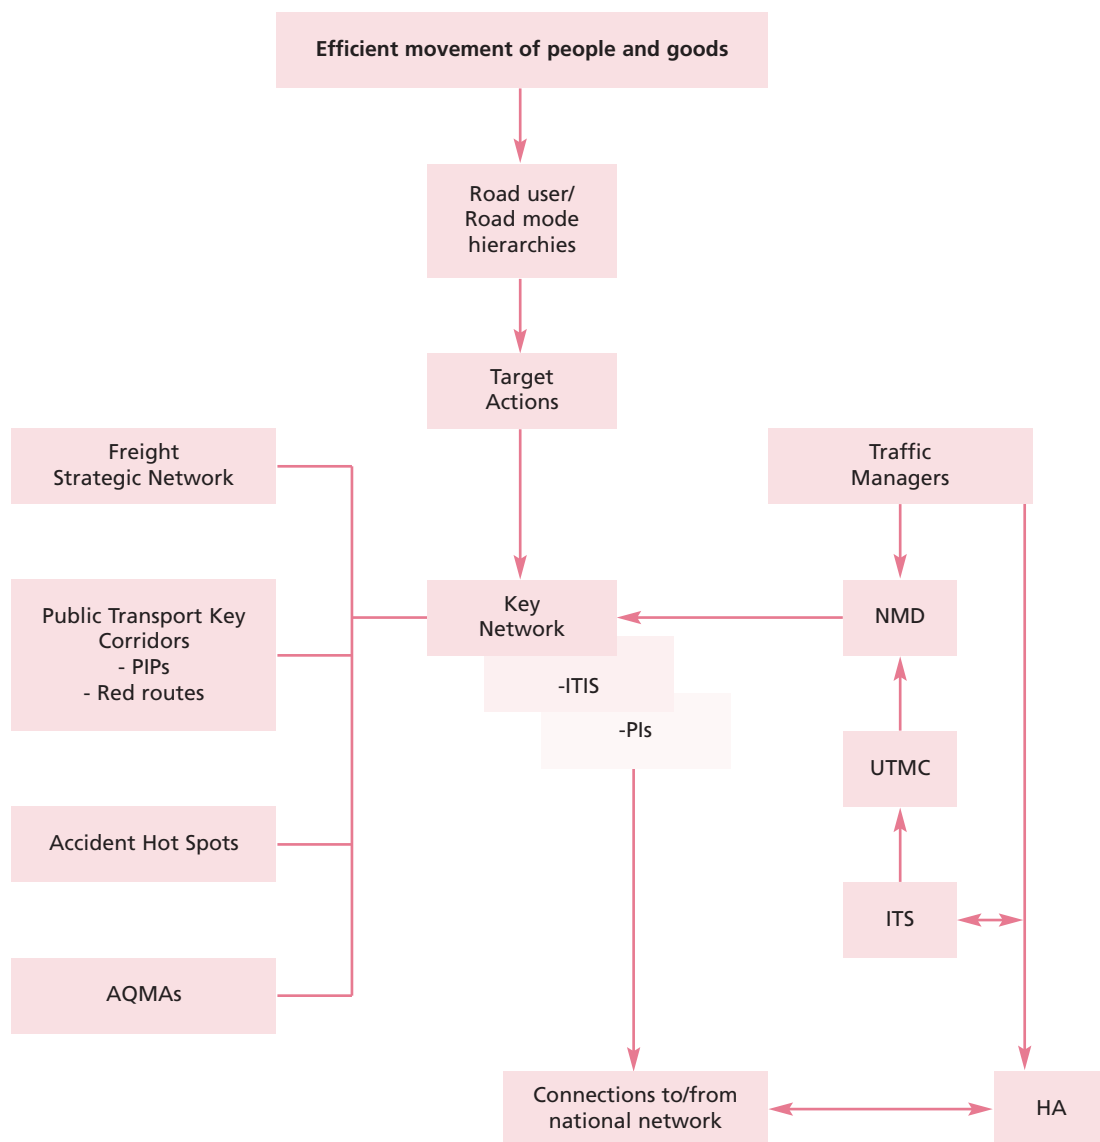 Efficient movement of people and goods
Road user/
Road mode
hierarchies
Target
Actions
Freight
Strategic Network
Traffic
Managers
Public Transport Key
Corridors
- PIPs
- Red routes
Key
Network
NMD
-ITIS
-PIs
UTMC
Accident Hot Spots
ITS
AQMAs
Connections to/from
national network
HA